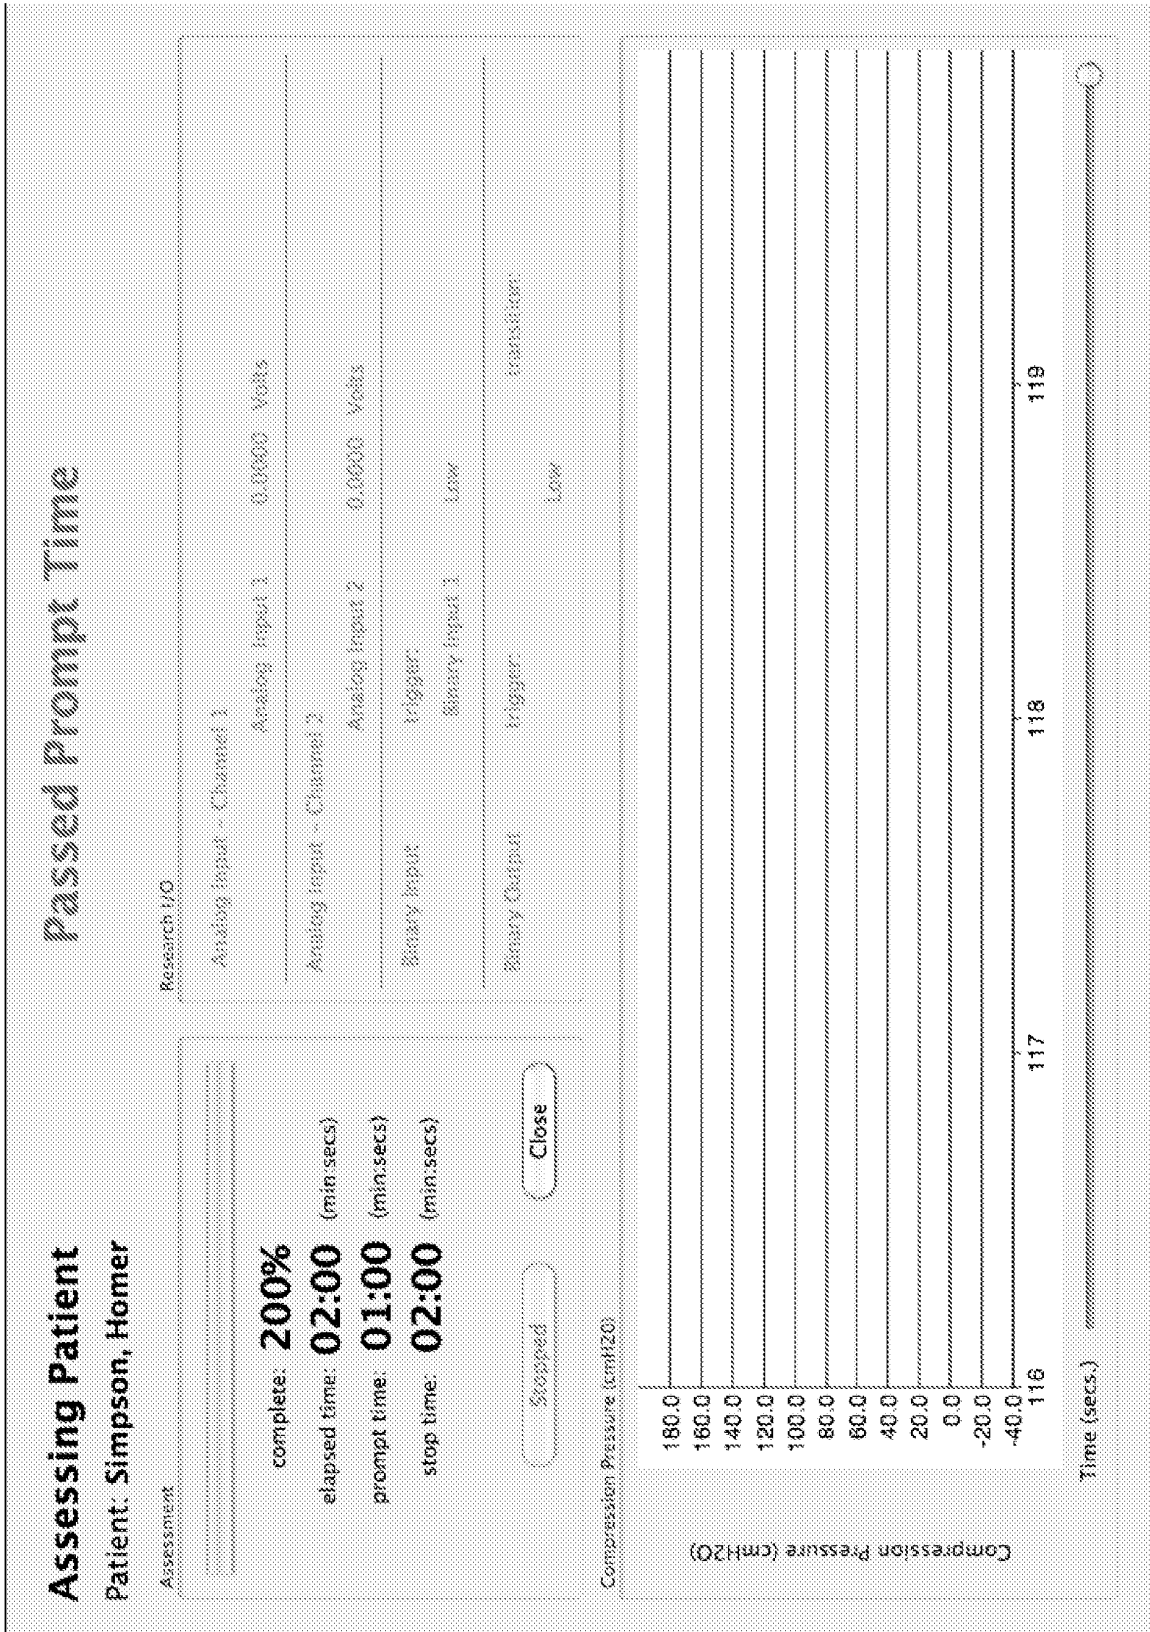 Assessing Patient
Passed Prompt Time
Patient: Simpson, Homer
Assessment
complete: 200%
elapsed time: 02:00 (min:secs)
prompt time: 01:00 (min:secs)
stop time: 02:00 (min:secs)
Stopped
Close
Research I/O
Analog Input - Channel 1
Analog Input 1 0.0000 Volts
Analog Input - Channel 2
Analog Input 2 0.0000 Volts
Binary Input trigger:
Binary Input 1 Low
Binary Output trigger: transition:
Low
Compression Pressure (cmH2O)
Compression Pressure (cmH2O)
180.0
160.0
140.0
120.0
100.0
80.0
60.0
40.0
20.0
0.0
-20.0
-40.0
116 117 118 119
Time (secs.)